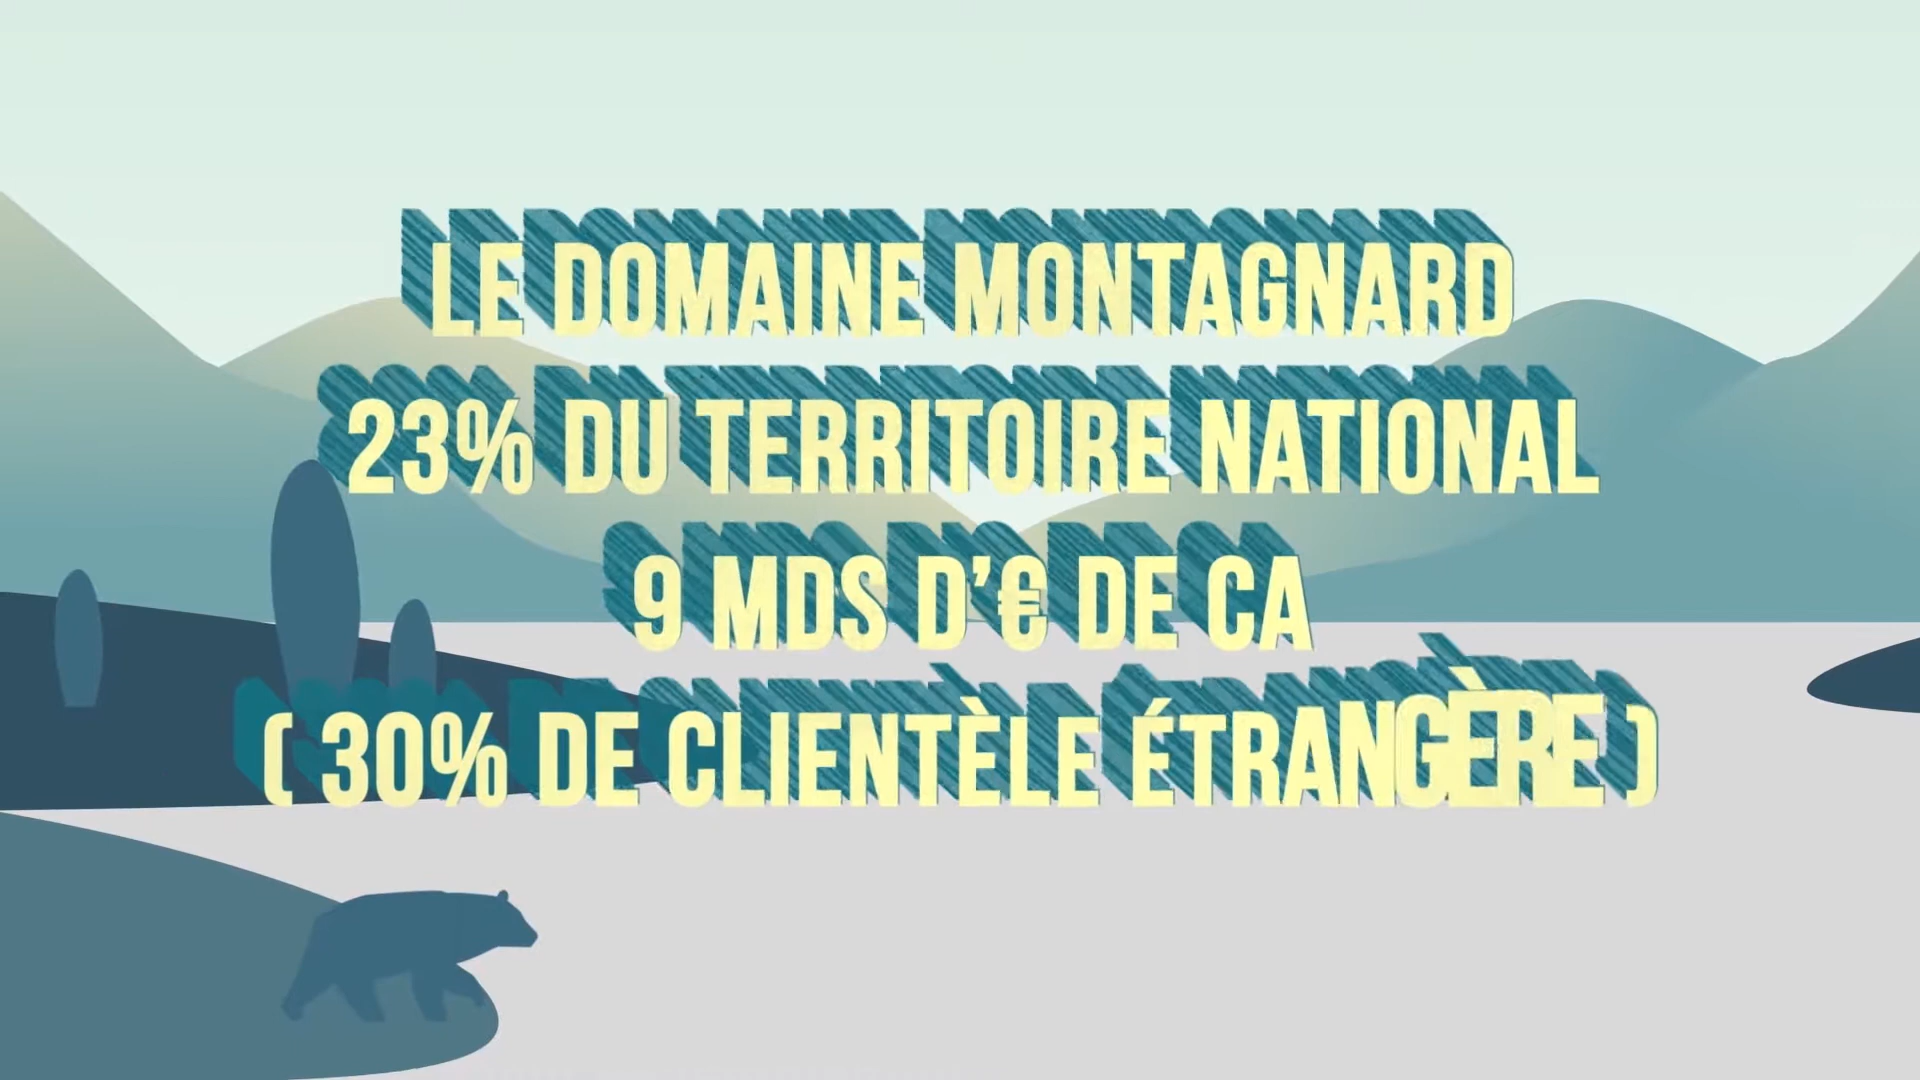 LE DOMAINE MONTAGNARD
23% DU TERRITOIRE NATIONAL
9 MDS D’€ DE CA
( 30% DE CLIENTÈLE ÉTRANGÈRE )